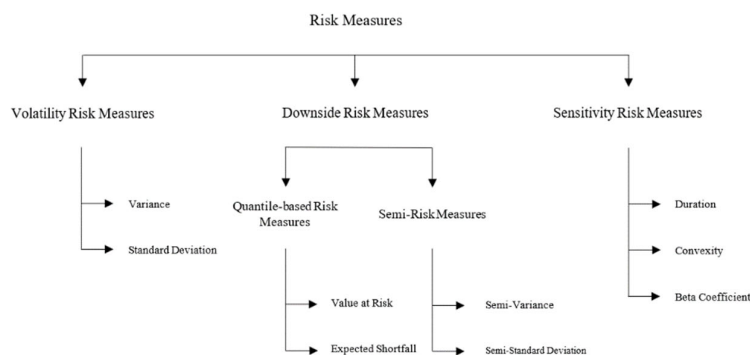 Risk Measures
Volatility Risk Measures
Downside Risk Measures
Sensitivity Risk Measures
Variance
Standard Deviation
Quantile-based Risk
Measures
Semi-Risk Measures
Value at Risk
Expected Shortfall
Semi-Variance
Semi-Standard Deviation
Duration
Convexity
Beta Coefficient